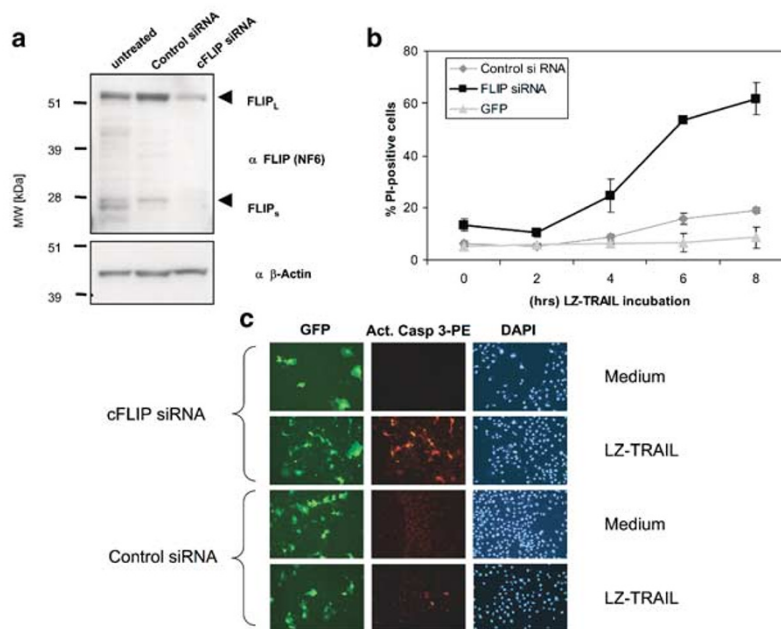 a
untreated
Control siRNA
cFLIP siRNA
MW [kDa]
51
39
28
51
39
FLIPL
α FLIP (NF6)
FLIPs
α β-Actin
b
% PI-positive cells
80
60
40
20
0
Control si RNA
FLIP siRNA
GFP
0 2 4 6 8
(hrs) LZ-TRAIL incubation
c
GFP Act. Casp 3-PE DAPI
cFLIP siRNA
Medium
LZ-TRAIL
Control siRNA
Medium
LZ-TRAIL